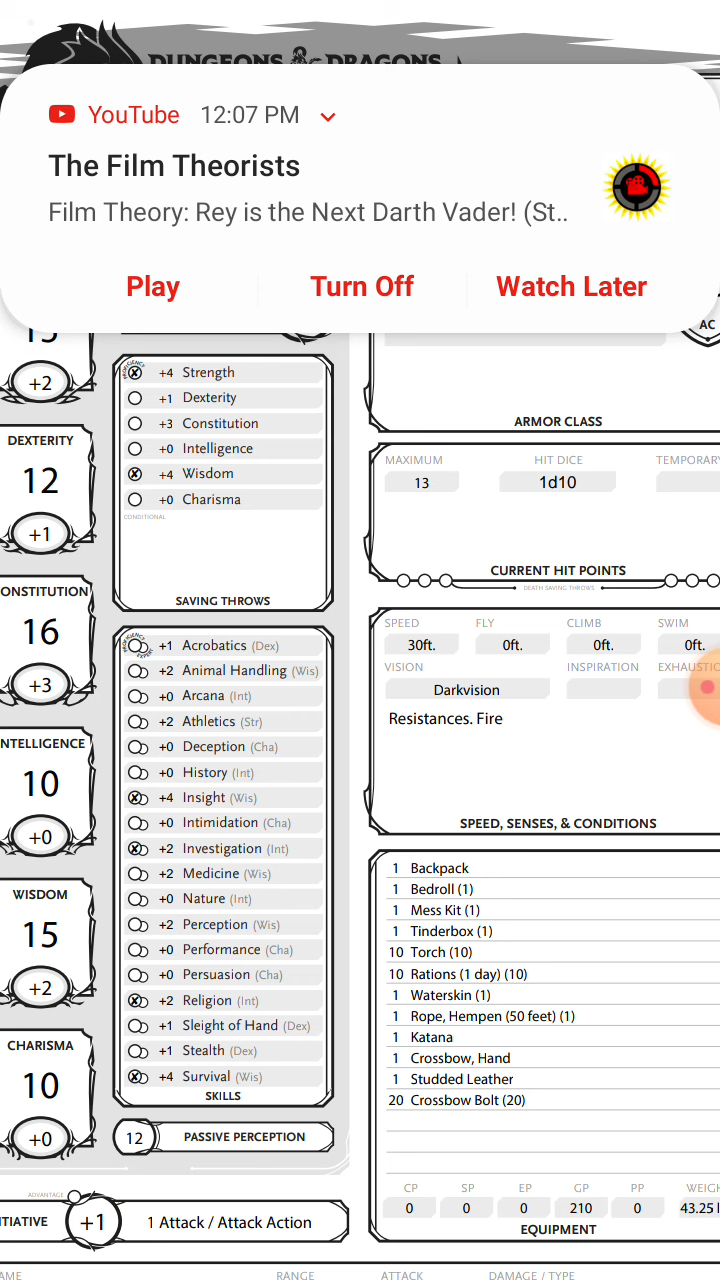 DUNGEONS & DRAGONS
YouTube 12:07 PM
The Film Theorists
Film Theory: Rey is the Next Darth Vader! (St..
Play Turn Off Watch Later
+2
DEXTERITY
12
+1
ONSTITUTION
16
+3
NTELLIGENCE
10
+0
WISDOM
15
+2
CHARISMA
10
+0
PROFICIENCY
+4 Strength
+1 Dexterity
+3 Constitution
+0 Intelligence
+4 Wisdom
+0 Charisma
CONDITIONAL
SAVING THROWS
PROFICIENCY
EXPERT
+1 Acrobatics (Dex)
+2 Animal Handling (Wis)
+0 Arcana (Int)
+2 Athletics (Str)
+0 Deception (Cha)
+0 History (Int)
+4 Insight (Wis)
+0 Intimidation (Cha)
+2 Investigation (Int)
+2 Medicine (Wis)
+0 Nature (Int)
+2 Perception (Wis)
+0 Performance (Cha)
+0 Persuasion (Cha)
+2 Religion (Int)
+1 Sleight of Hand (Dex)
+1 Stealth (Dex)
+4 Survival (Wis)
SKILLS
12 PASSIVE PERCEPTION
ADVANTAGE
ITIATIVE +1 1 Attack / Attack Action
AC
ARMOR CLASS
MAXIMUM HIT DICE TEMPORARY
13 1d10
CURRENT HIT POINTS
DEATH SAVING THROWS
SPEED FLY CLIMB SWIM
30ft. 0ft. 0ft. 0ft.
VISION INSPIRATION EXHAUSTIO
Darkvision
Resistances. Fire
SPEED, SENSES, & CONDITIONS
1 Backpack
1 Bedroll (1)
1 Mess Kit (1)
1 Tinderbox (1)
10 Torch (10)
10 Rations (1 day) (10)
1 Waterskin (1)
1 Rope, Hempen (50 feet) (1)
1 Katana
1 Crossbow, Hand
1 Studded Leather
20 Crossbow Bolt (20)
CP SP EP GP PP WEIGH
0 0 0 210 0 43.25 l
EQUIPMENT
AME RANGE ATTACK DAMAGE / TYPE